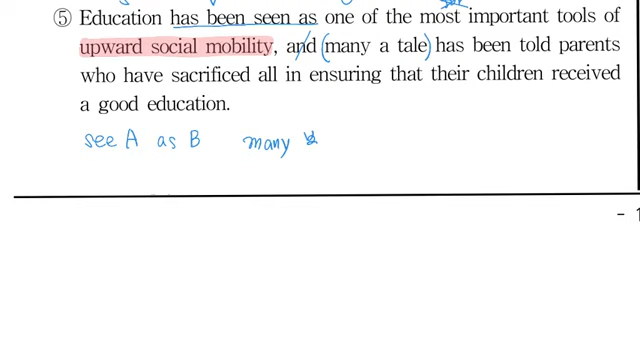 ⑤ Education has been seen as one of the most important tools of
upward social mobility, and (many a tale) has been told parents
who have sacrificed all in ensuring that their children received
a good education.
see A as B many
- 1